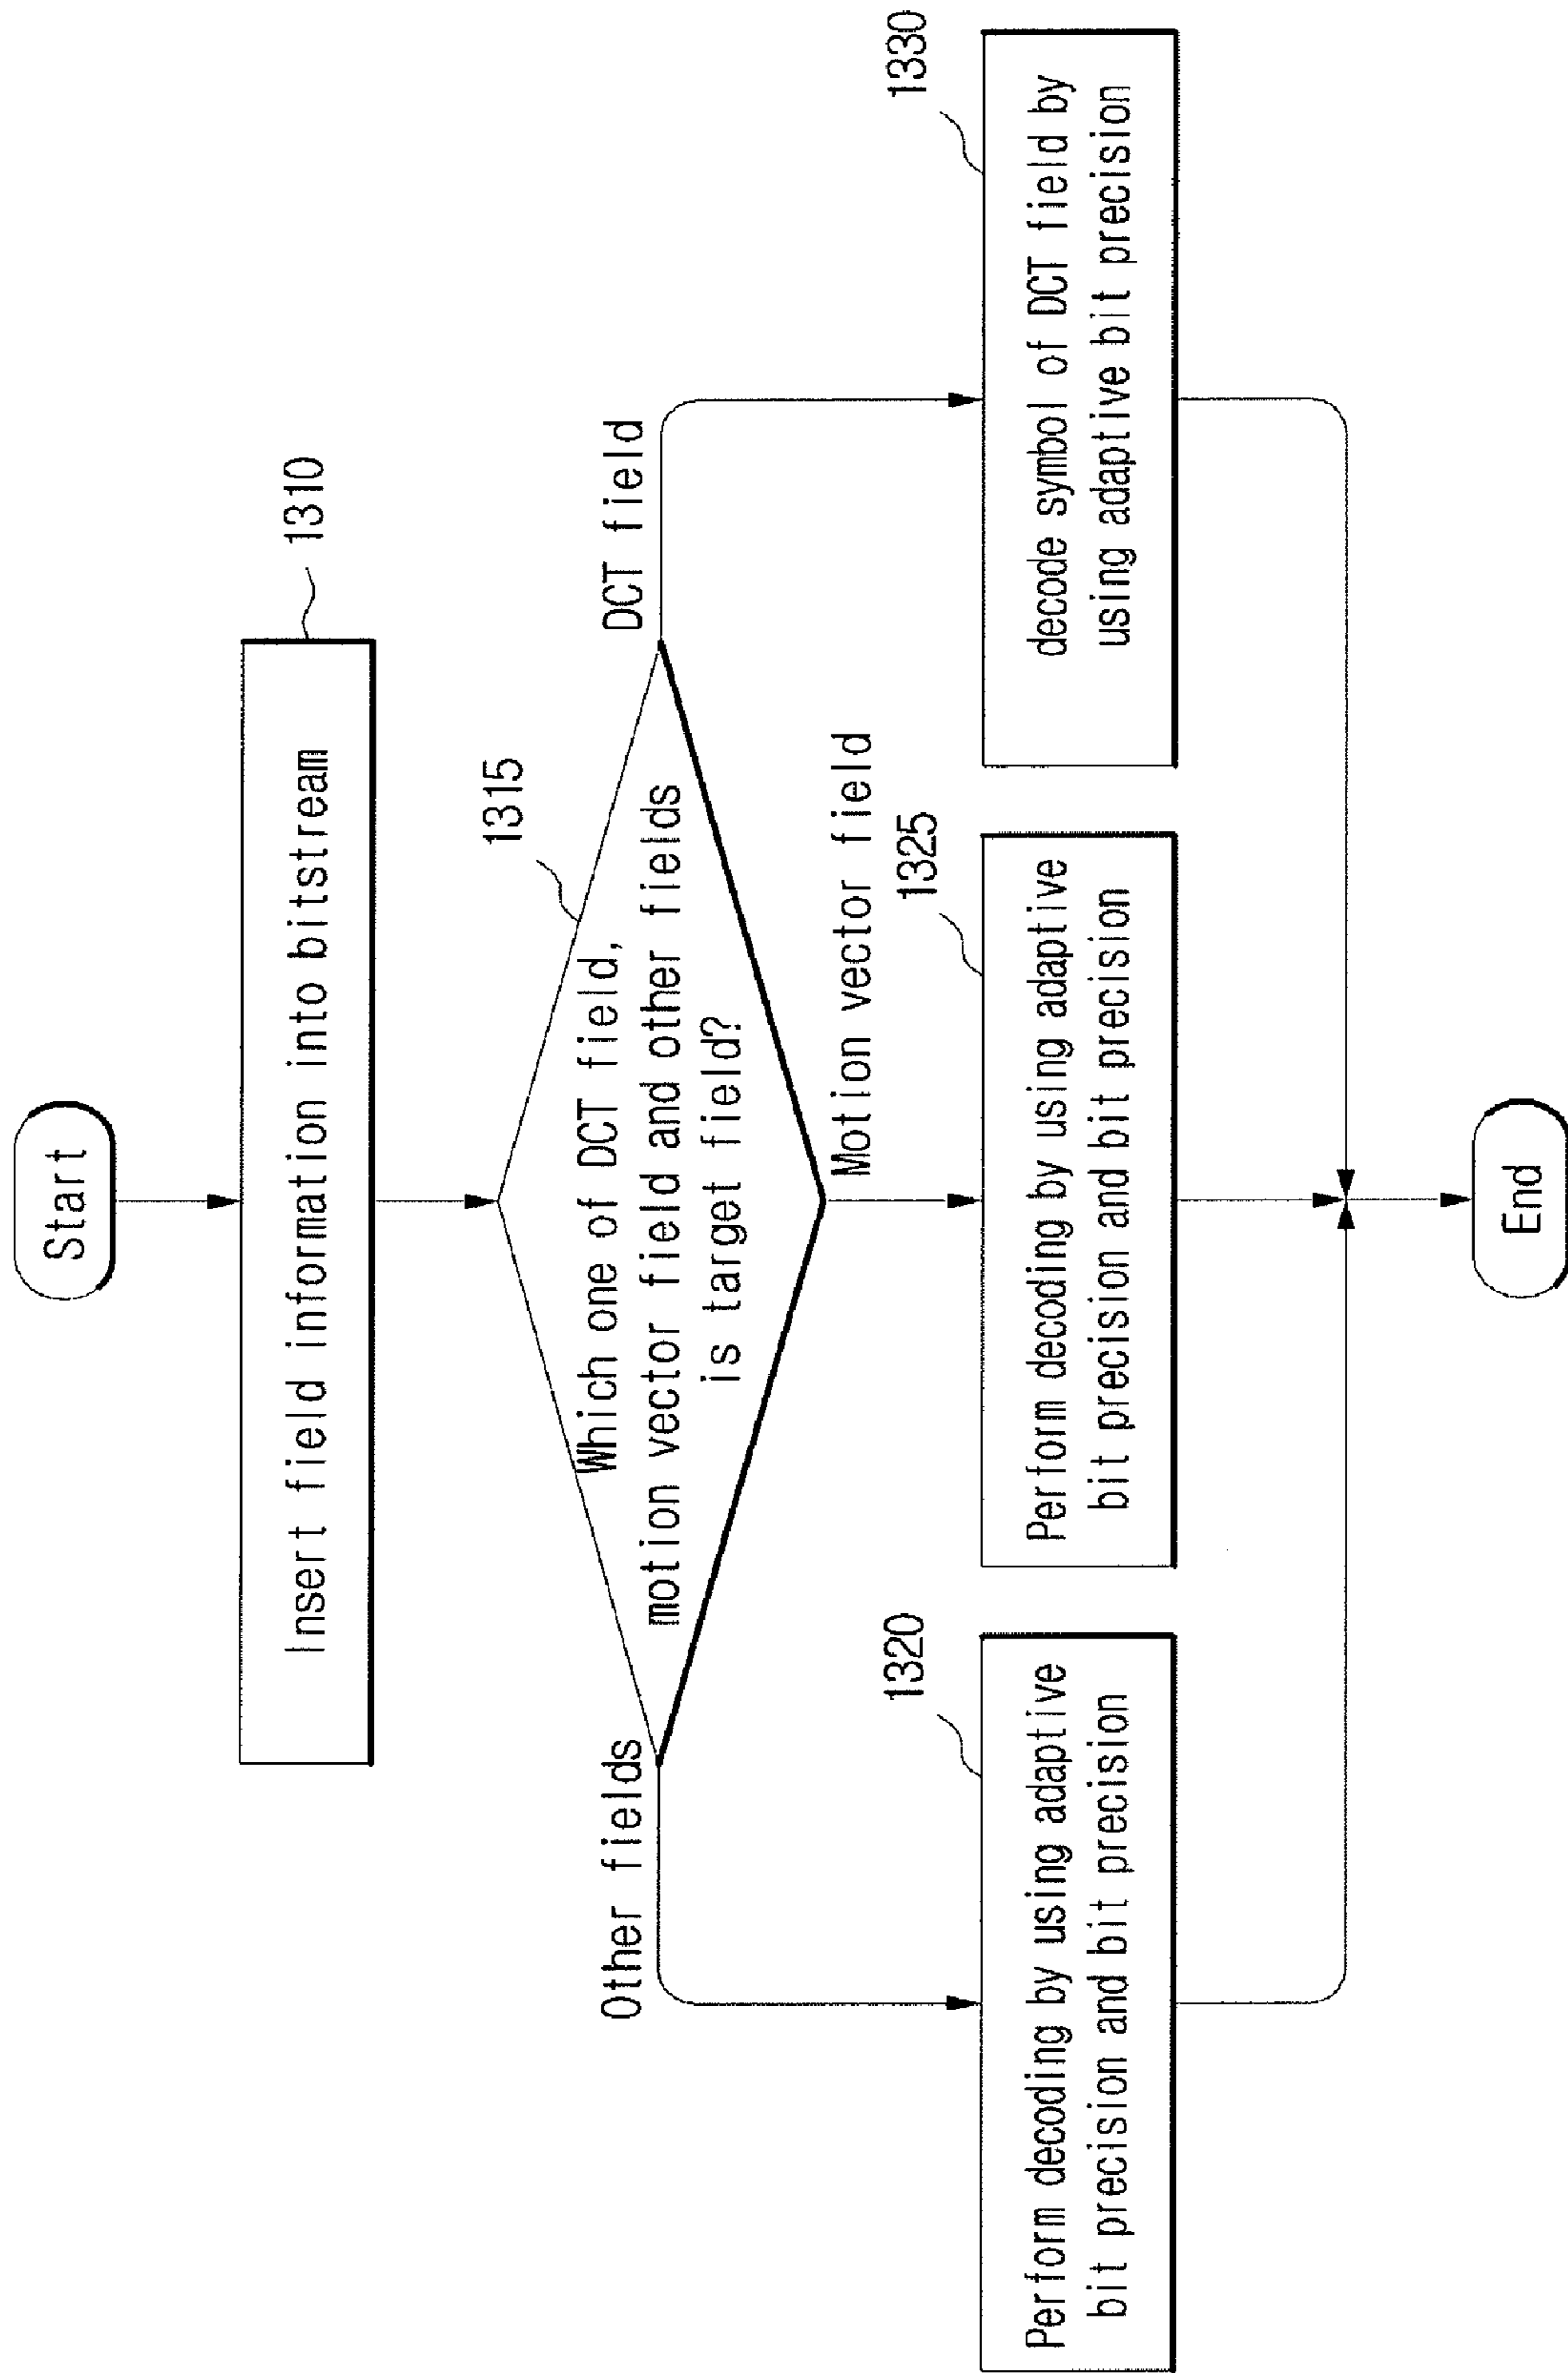 Start
Insert field information into bitstream
1310
Which one of DCT field,
motion vector field and other fields
is target field?
1315
Other fields
Motion vector field
DCT field
1320
Perform decoding by using adaptive
bit precision and bit precision
1325
Perform decoding by using adaptive
bit precision and bit precision
1330
decode symbol of DCT field by
using adaptive bit precision
End